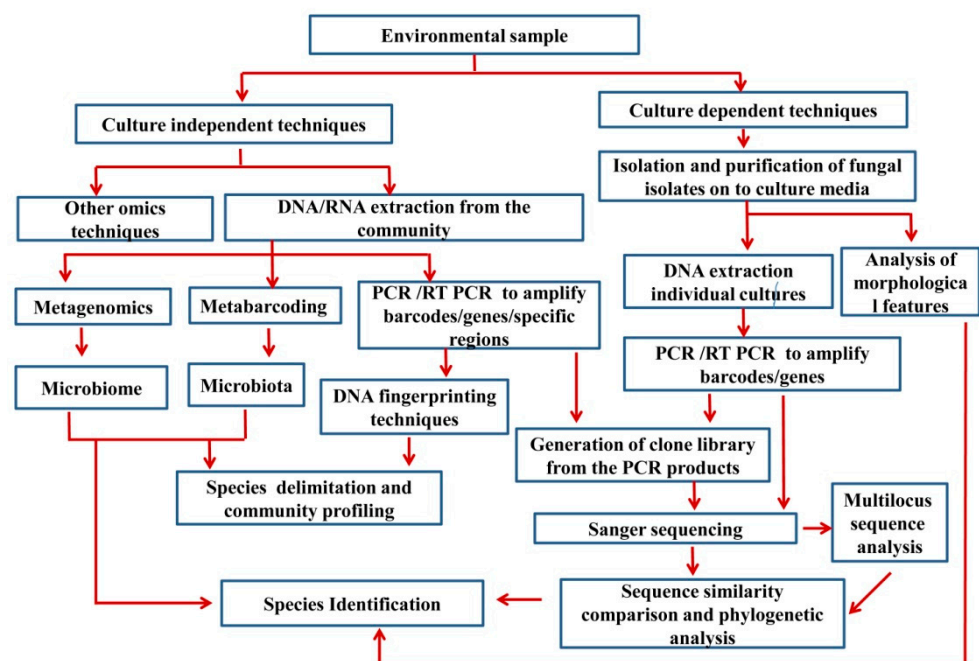 Environmental sample
Culture independent techniques
Culture dependent techniques
Isolation and purification of fungal
isolates on to culture media
Other omics
techniques
DNA/RNA extraction from the
community
Metagenomics
Metabarcoding
PCR /RT PCR to amplify
barcodes/genes/specific
regions
DNA extraction
individual cultures
Analysis of
morphologica
l features
Microbiome
Microbiota
DNA fingerprinting
techniques
PCR /RT PCR to amplify
barcodes/genes
Generation of clone library
from the PCR products
Species delimitation and
community profiling
Sanger sequencing
Multilocus
sequence
analysis
Species Identification
Sequence similarity
comparison and phylogenetic
analysis